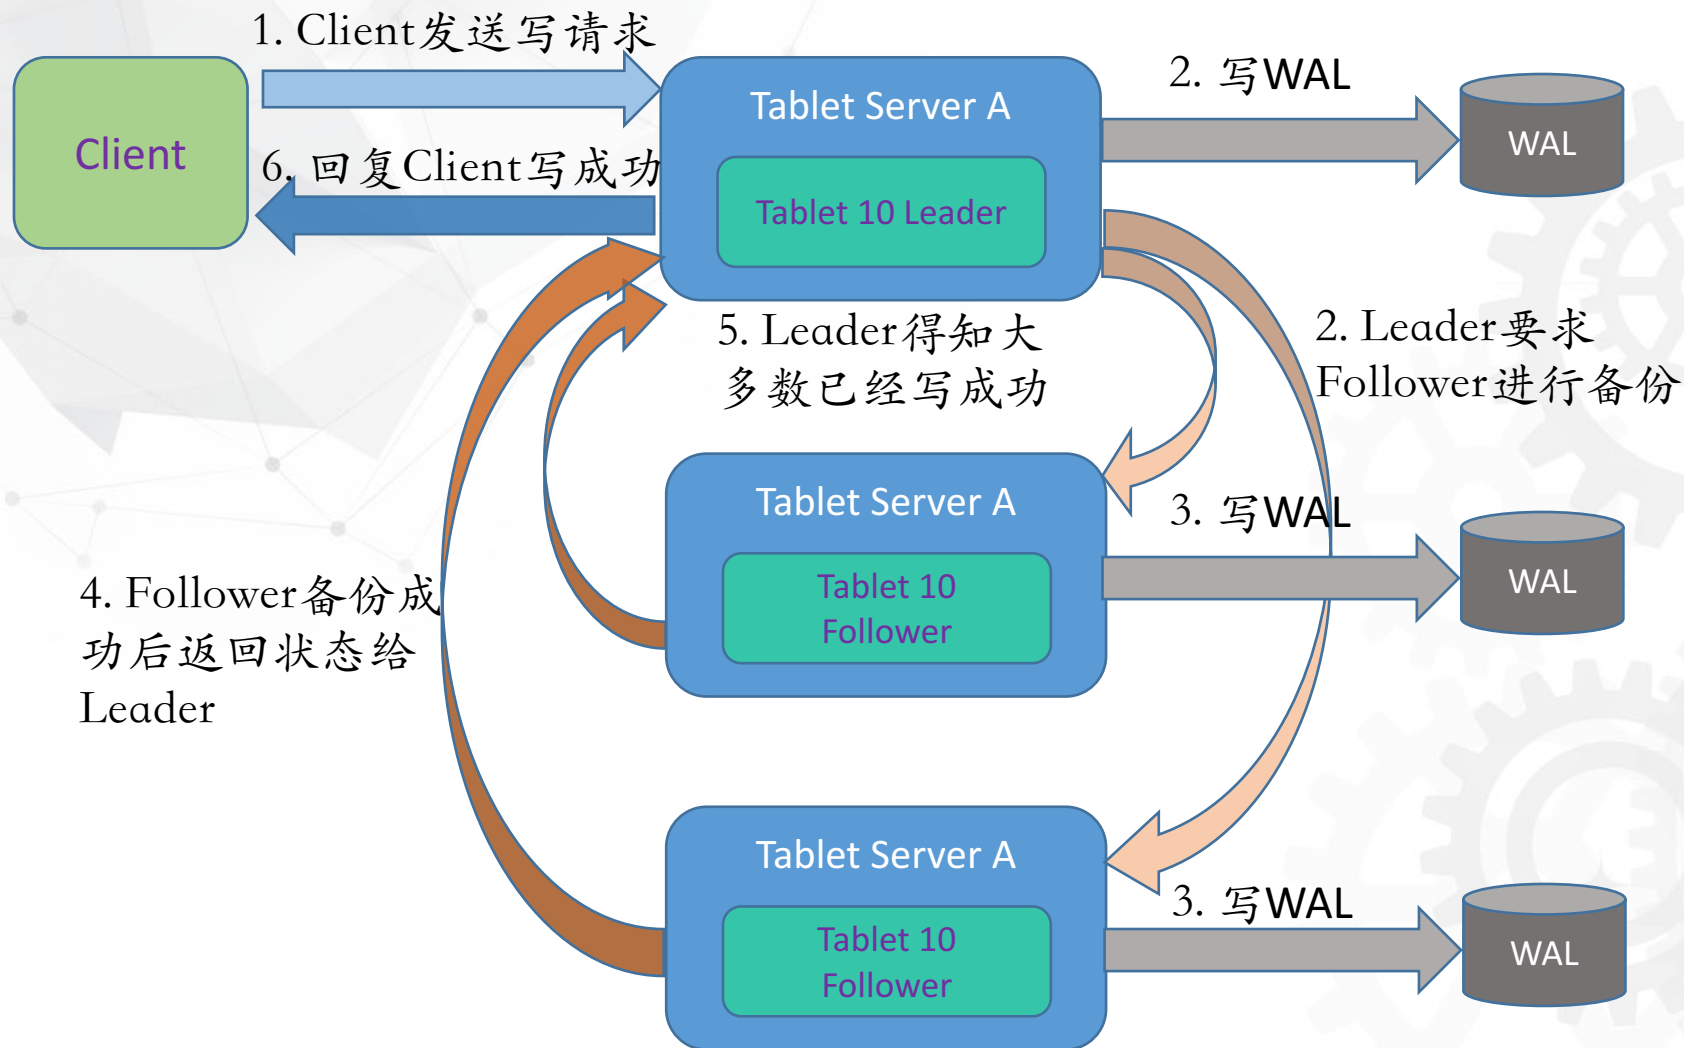 1. Client发送写请求
Client
6. 回复Client写成功
Tablet Server A
Tablet 10 Leader
2. 写WAL
WAL
5. Leader得知大
多数已经写成功
2. Leader要求
Follower进行备份
Tablet Server A
Tablet 10
Follower
3. 写WAL
WAL
4. Follower备份成
功后返回状态给
Leader
Tablet Server A
Tablet 10
Follower
3. 写WAL
WAL